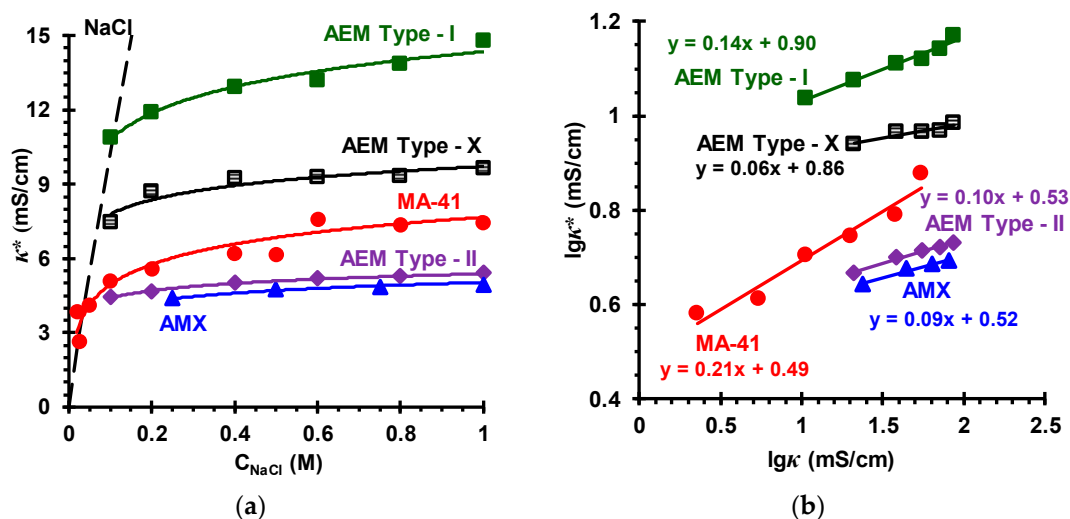 NaCl
AEM Type - I
AEM Type - X
MA-41
AEM Type - II
AMX
15
12
9
6
3
0
0
0.2
0.4
0.6
0.8
1
κ* (mS/cm)
C_NaCl (M)
(a)
y = 0.14x + 0.90
AEM Type - I
AEM Type - X
y = 0.06x + 0.86
y = 0.10x + 0.53
AEM Type - II
AMX
y = 0.09x + 0.52
MA-41
y = 0.21x + 0.49
1.2
1
0.8
0.6
0.4
0
0.5
1
1.5
2
2.5
lgκ* (mS/cm)
lgκ (mS/cm)
(b)